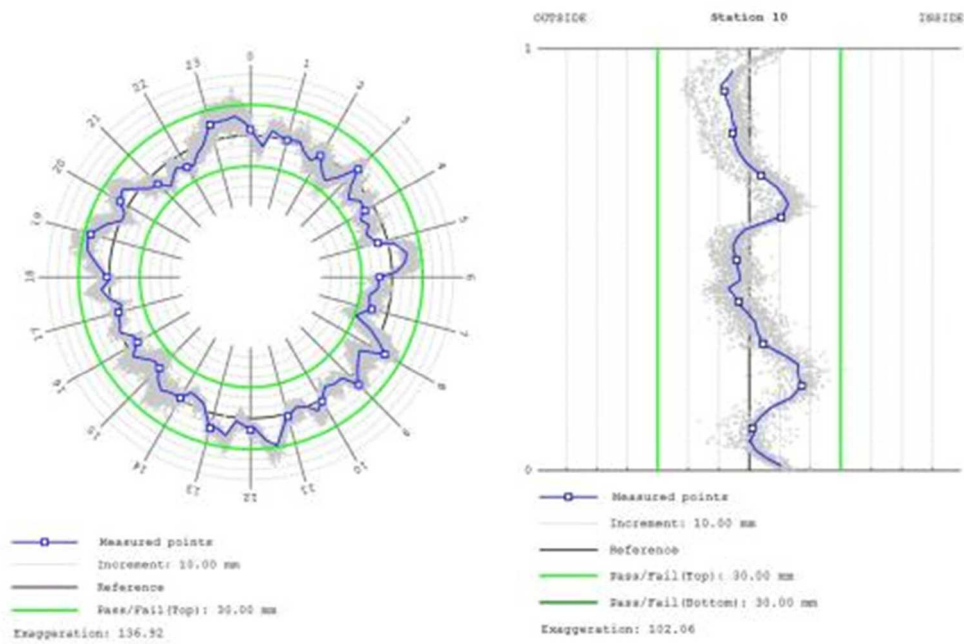 OUTSIDE Station 10 INSIDE
0
1
2
3
4
5
6
7
8
9
10
11
12
13
14
15
16
17
18
19
20
21
22
23
1
0
Measured points
Increment: 10.00 mm
Reference
Pass/Fail(Top): 30.00 mm
Exaggeration: 136.92
Measured points
Increment: 10.00 mm
Reference
Pass/Fail(Top): 30.00 mm
Pass/Fail(Bottom): 30.00 mm
Exaggeration: 102.06